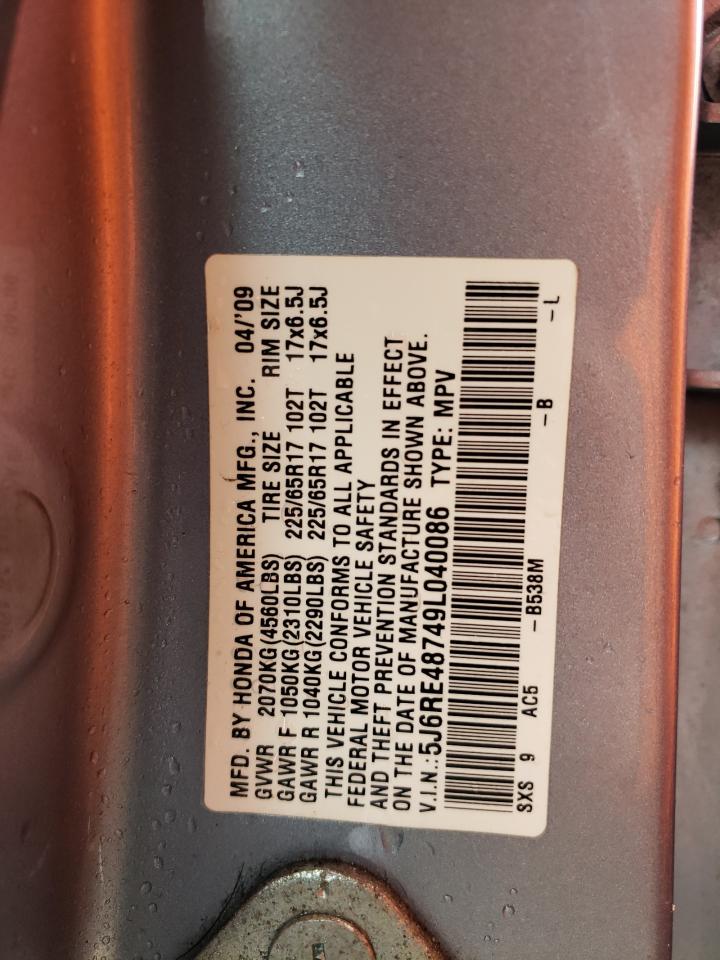 MFD. BY HONDA OF AMERICA MFG., INC. 04/'09
GVWR 2070KG(4560LBS) TIRE SIZE RIM SIZE
GAWR F 1050KG(2310LBS) 225/65R17 102T 17x6.5J
GAWR R 1040KG(2290LBS) 225/65R17 102T 17x6.5J
THIS VEHICLE CONFORMS TO ALL APPLICABLE
FEDERAL MOTOR VEHICLE SAFETY
AND THEFT PREVENTION STANDARDS IN EFFECT
ON THE DATE OF MANUFACTURE SHOWN ABOVE.
V.I.N.:5J6RE48749L040086 TYPE: MPV
SXS 9 AC5 -B538M -B -L